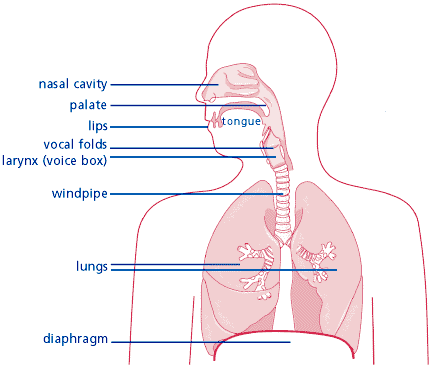 nasal cavity
palate
lips
tongue
vocal folds
larynx (voice box)
windpipe
lungs
diaphragm